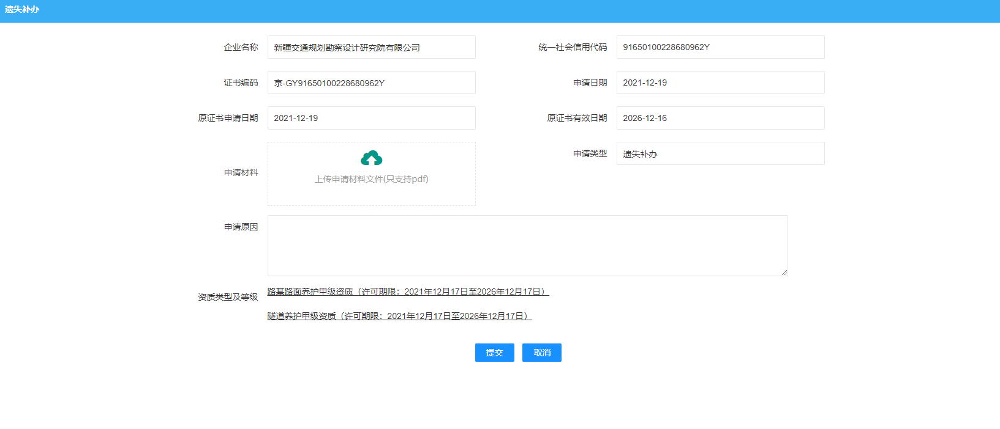 遗失补办
企业名称 新疆交通规划勘察设计研究院有限公司 统一社会信用代码 91650100228680962Y
证书编码 京-GY91650100228680962Y 申请日期 2021-12-19
原证书申请日期 2021-12-19 原证书有效日期 2026-12-16
申请材料 上传申请材料文件(只支持pdf) 申请类型 遗失补办
申请原因
资质类型及等级 路基路面养护甲级资质（许可期限：2021年12月17日至2026年12月17日）
隧道养护甲级资质（许可期限：2021年12月17日至2026年12月17日）
提交 取消